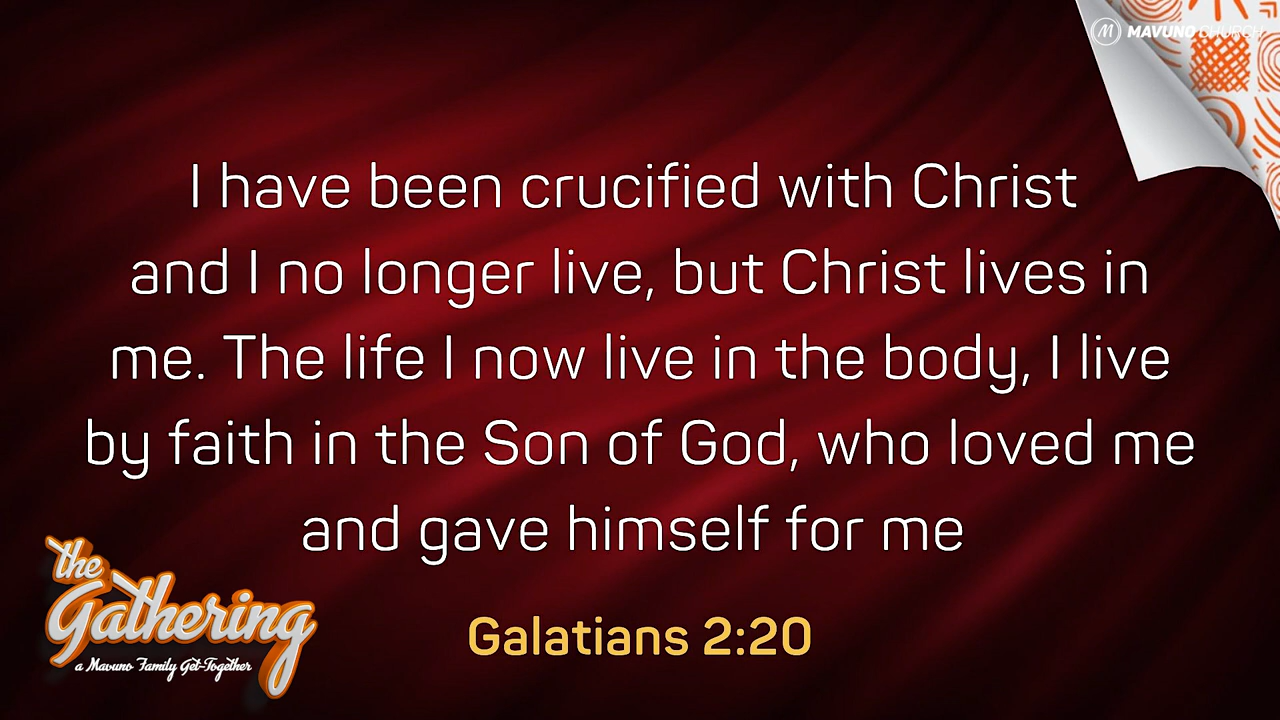 MAVUNO CHURCH
I have been crucified with Christ
and I no longer live, but Christ lives in
me. The life I now live in the body, I live
by faith in the Son of God, who loved me
and gave himself for me
Galatians 2:20
the
Gathering
a Mavuno Family Get-Together